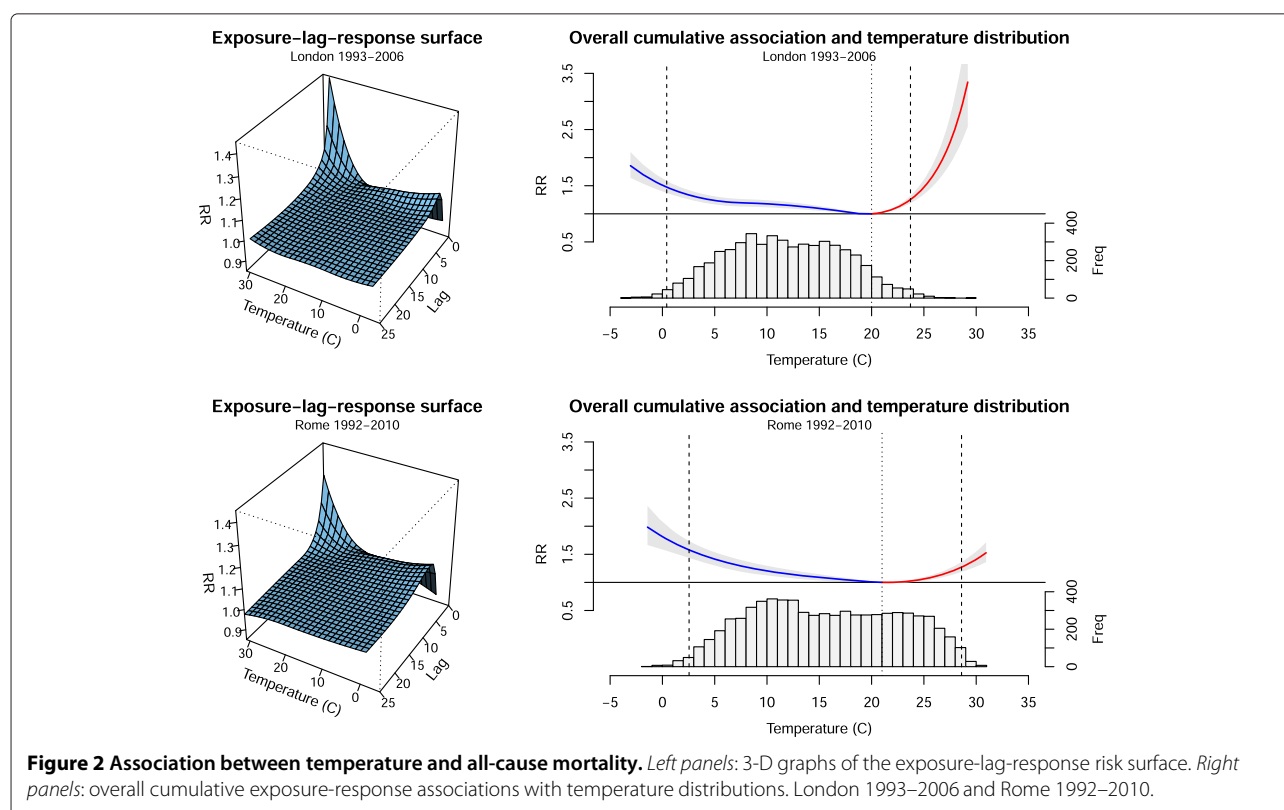 Exposure−lag−response surface
London 1993−2006
RR
1.4
1.3
1.2
1.1
1.0
0.9
30
20
10
0
Temperature (C)
0
5
10
15
20
25
Lag
Overall cumulative association and temperature distribution
London 1993−2006
RR
3.5
2.5
1.5
0.5
400
200
0
Freq
−5 0 5 10 15 20 25 30 35
Temperature (C)
Exposure−lag−response surface
Rome 1992−2010
RR
1.4
1.3
1.2
1.1
1.0
0.9
30
20
10
0
Temperature (C)
0
5
10
15
20
25
Lag
Overall cumulative association and temperature distribution
Rome 1992−2010
RR
3.5
2.5
1.5
0.5
400
200
0
Freq
−5 0 5 10 15 20 25 30 35
Temperature (C)
Figure 2 Association between temperature and all-cause mortality. Left panels: 3-D graphs of the exposure-lag-response risk surface. Right
panels: overall cumulative exposure-response associations with temperature distributions. London 1993–2006 and Rome 1992–2010.